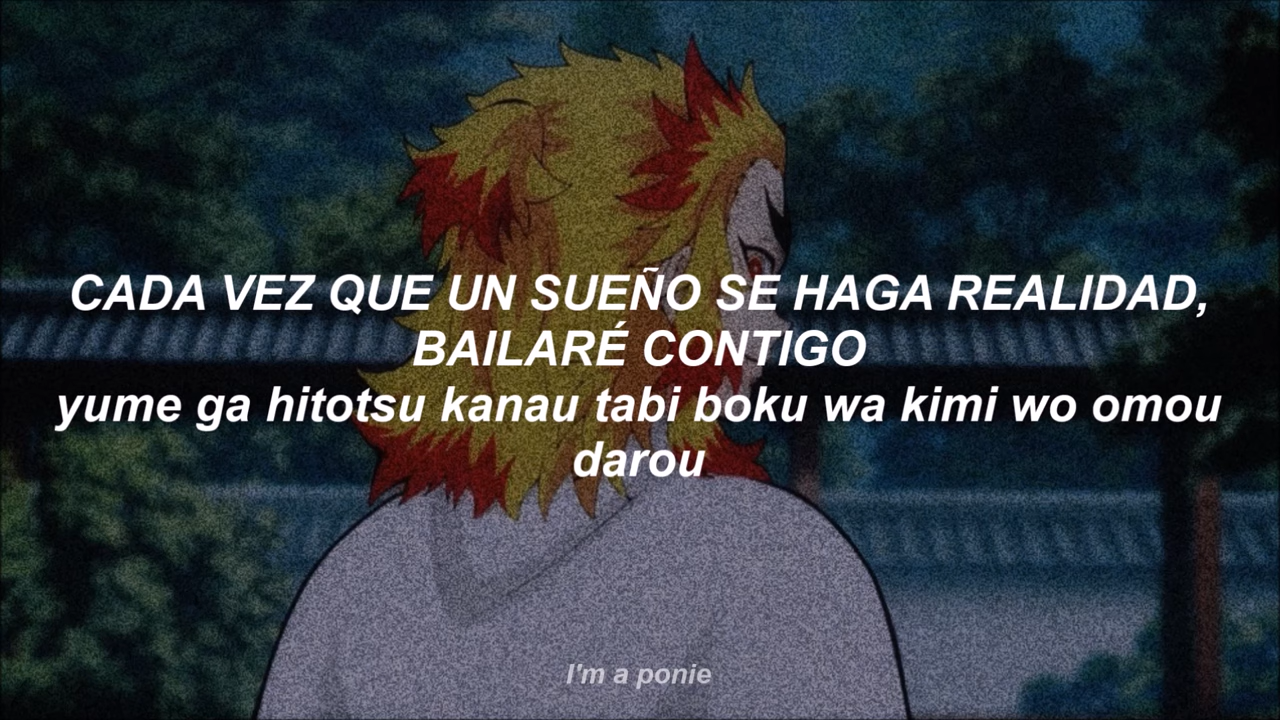 CADA VEZ QUE UN SUEÑO SE HAGA REALIDAD,
BAILARÉ CONTIGO
yume ga hitotsu kanau tabi boku wa kimi wo omou
darou
I'm a ponie